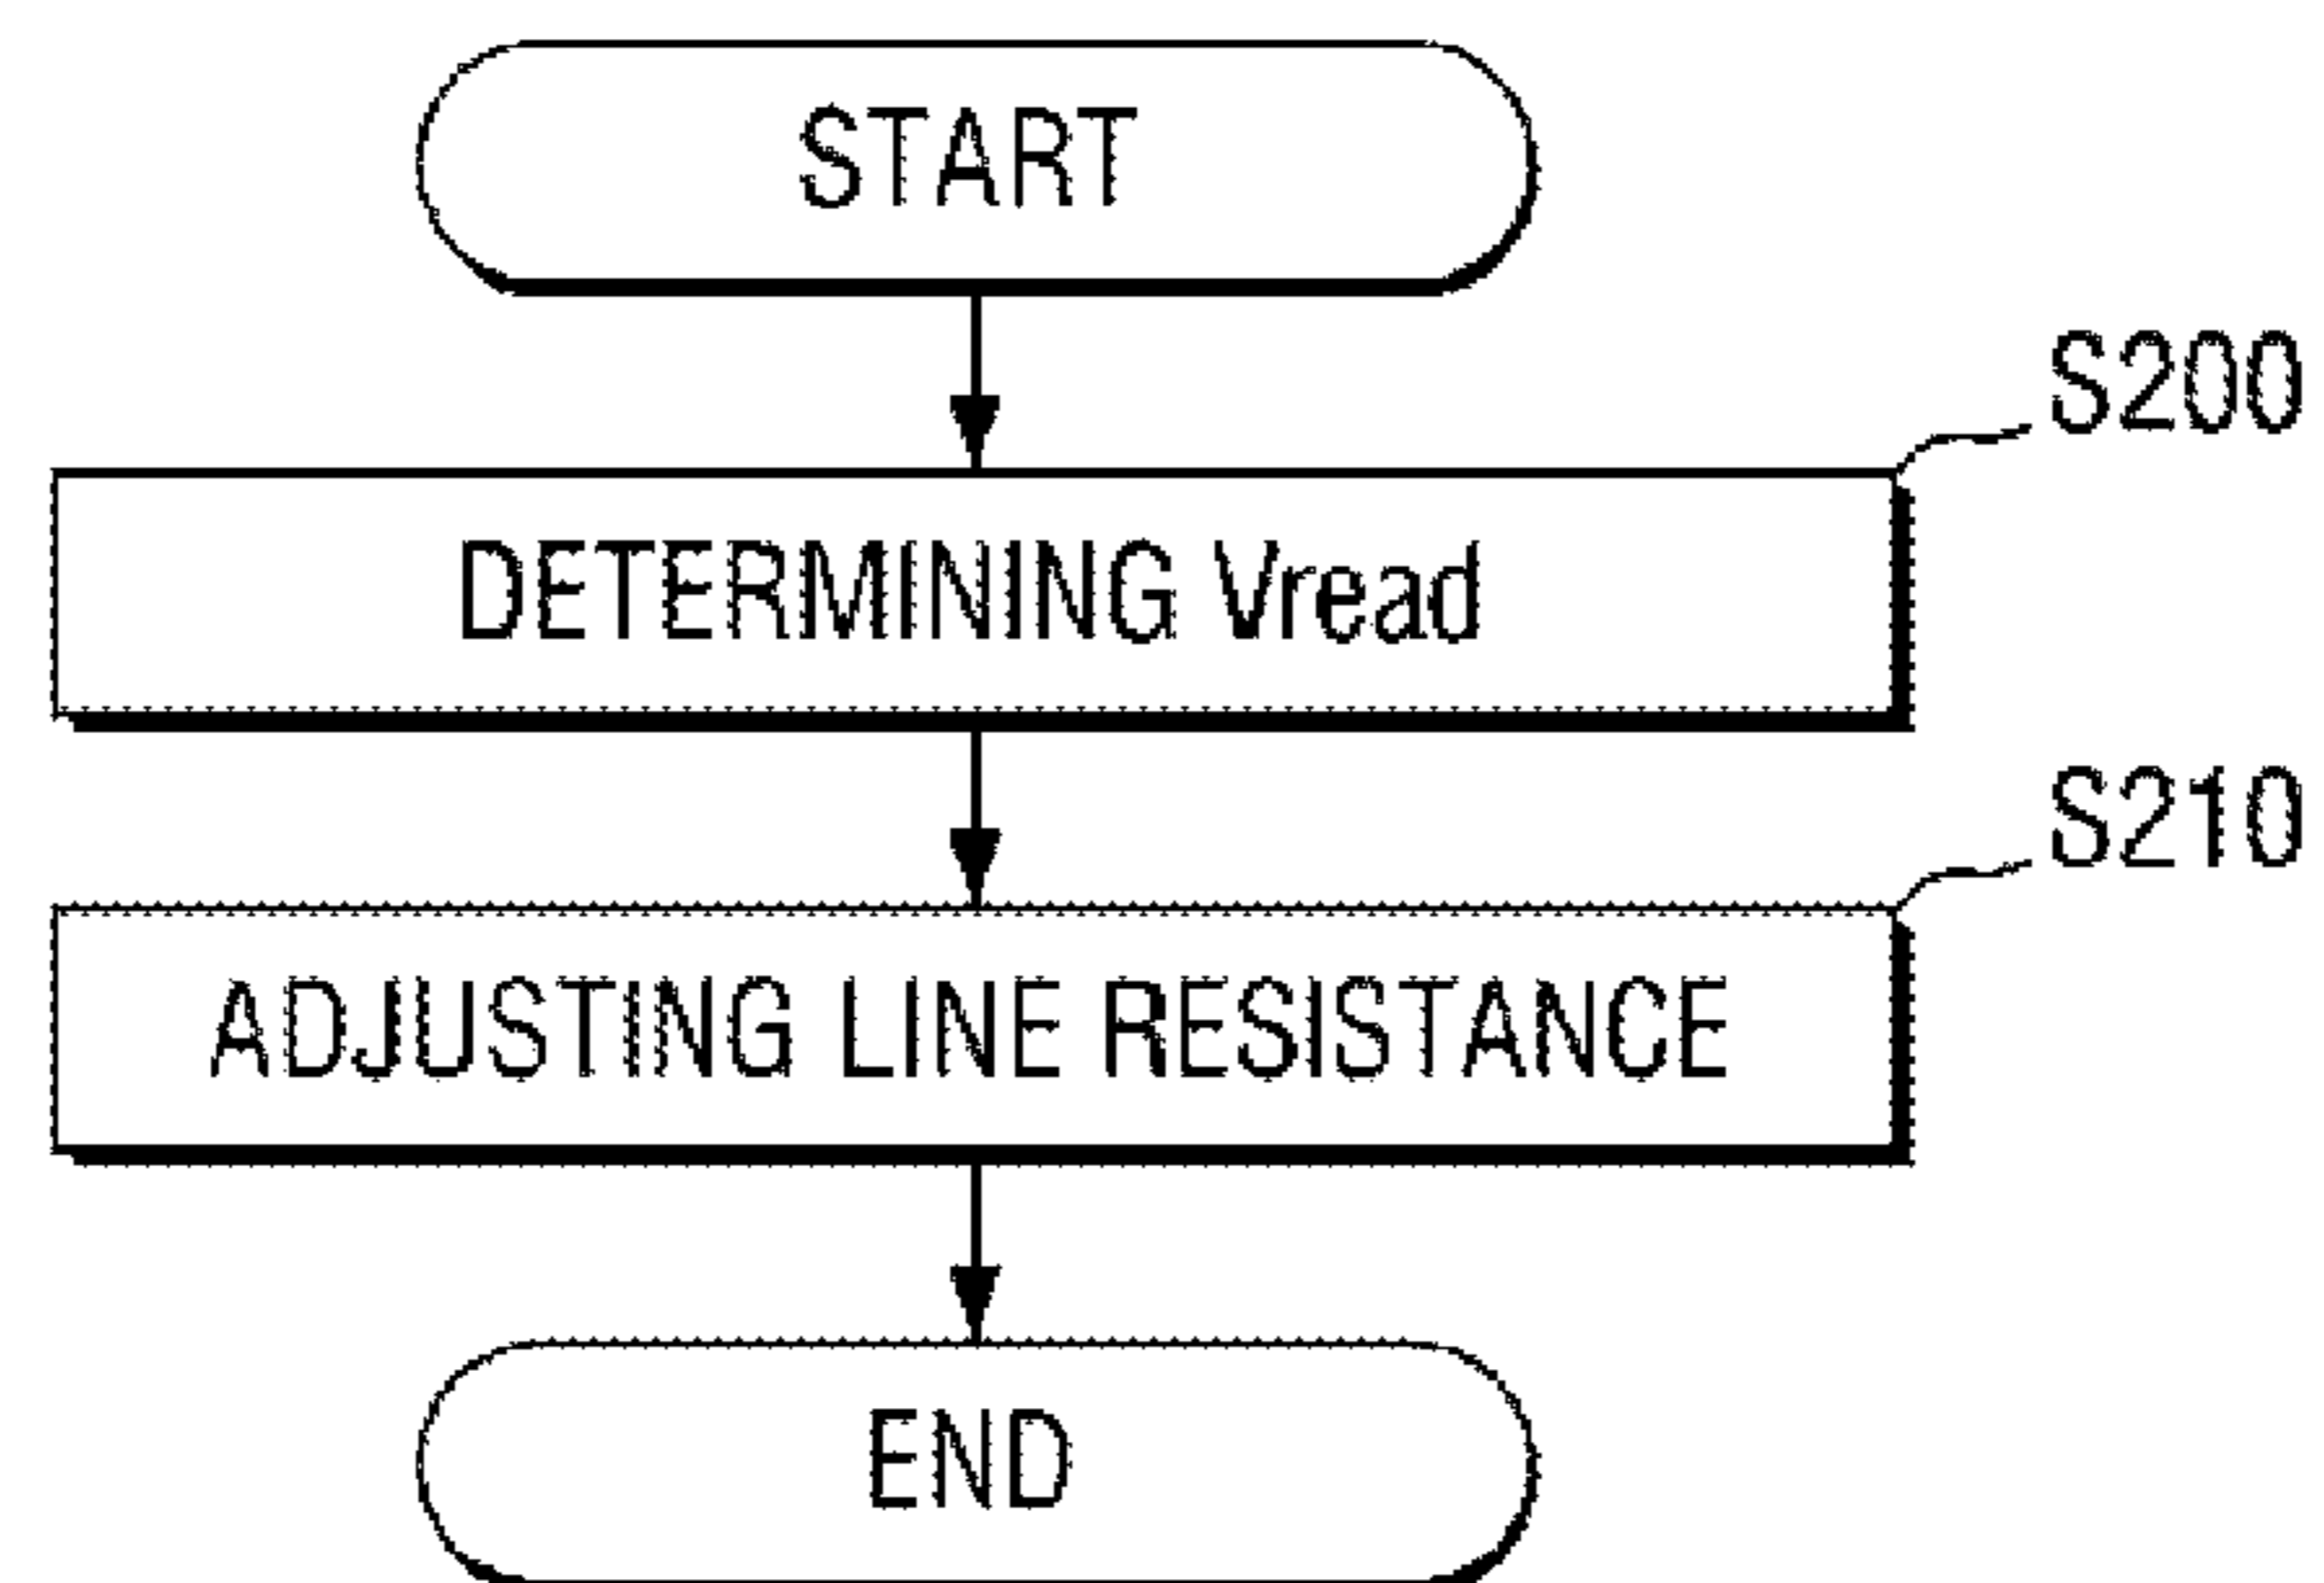 START
S200
DETERMINING Vread
S210
ADJUSTING LINE RESISTANCE
END